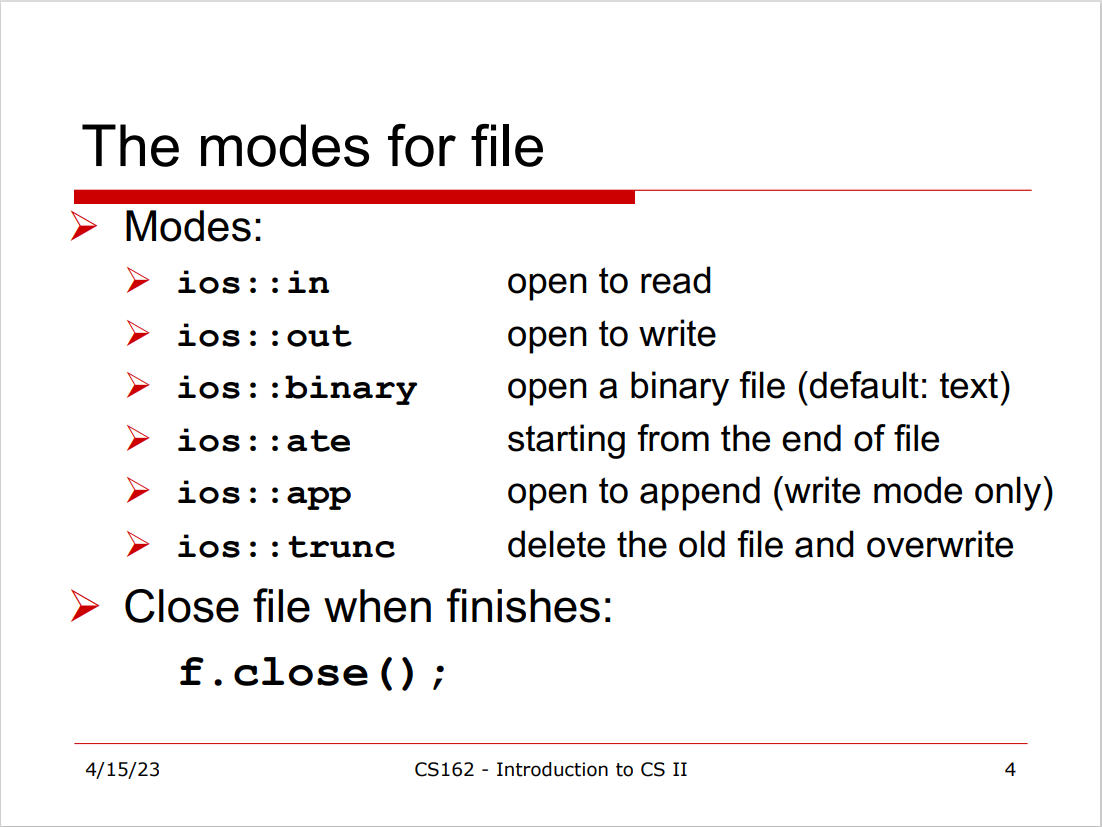 The modes for file
Modes:
ios::in open to read
ios::out open to write
ios::binary open a binary file (default: text)
ios::ate starting from the end of file
ios::app open to append (write mode only)
ios::trunc delete the old file and overwrite
Close file when finishes:
f.close();
4/15/23 CS162 - Introduction to CS II 4